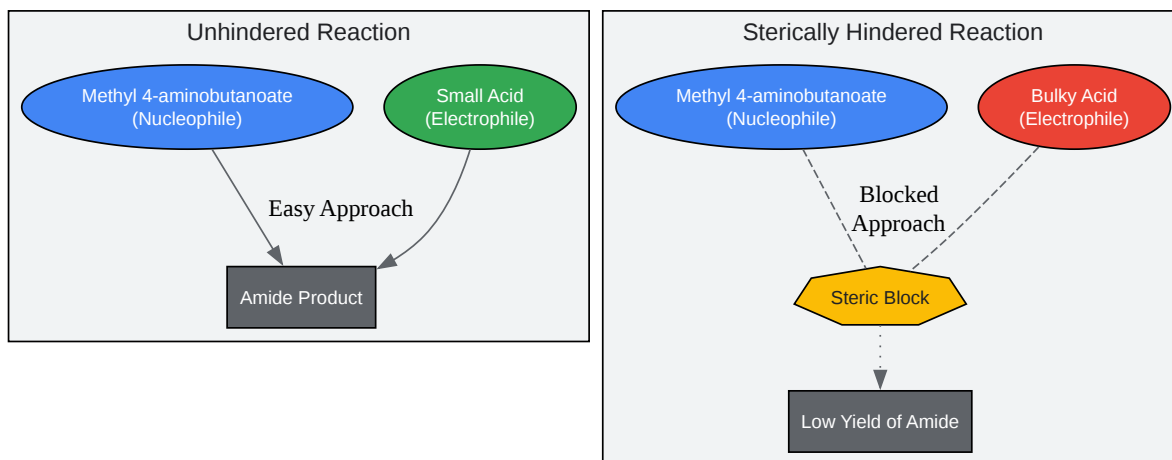 Unhindered Reaction
Methyl 4-aminobutanoate
(Nucleophile)
Small Acid
(Electrophile)
Easy Approach
Amide Product
Sterically Hindered Reaction
Methyl 4-aminobutanoate
(Nucleophile)
Bulky Acid
(Electrophile)
Blocked
Approach
Steric Block
Low Yield of Amide